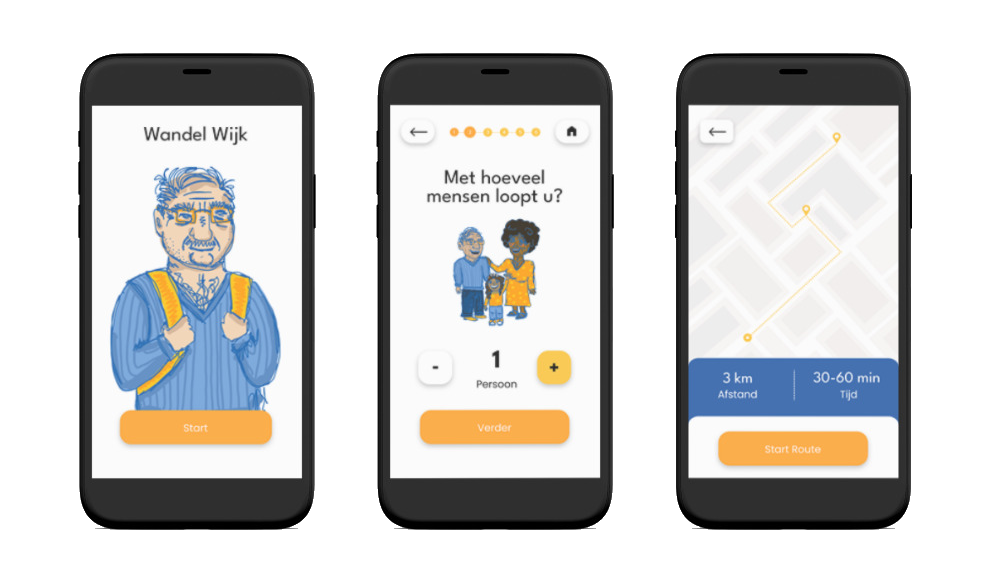 Wandel Wijk
Start
Met hoeveel
mensen loopt u?
-
1
+
Persoon
Verder
3 km
Afstand
30-60 min
Tijd
Start Route